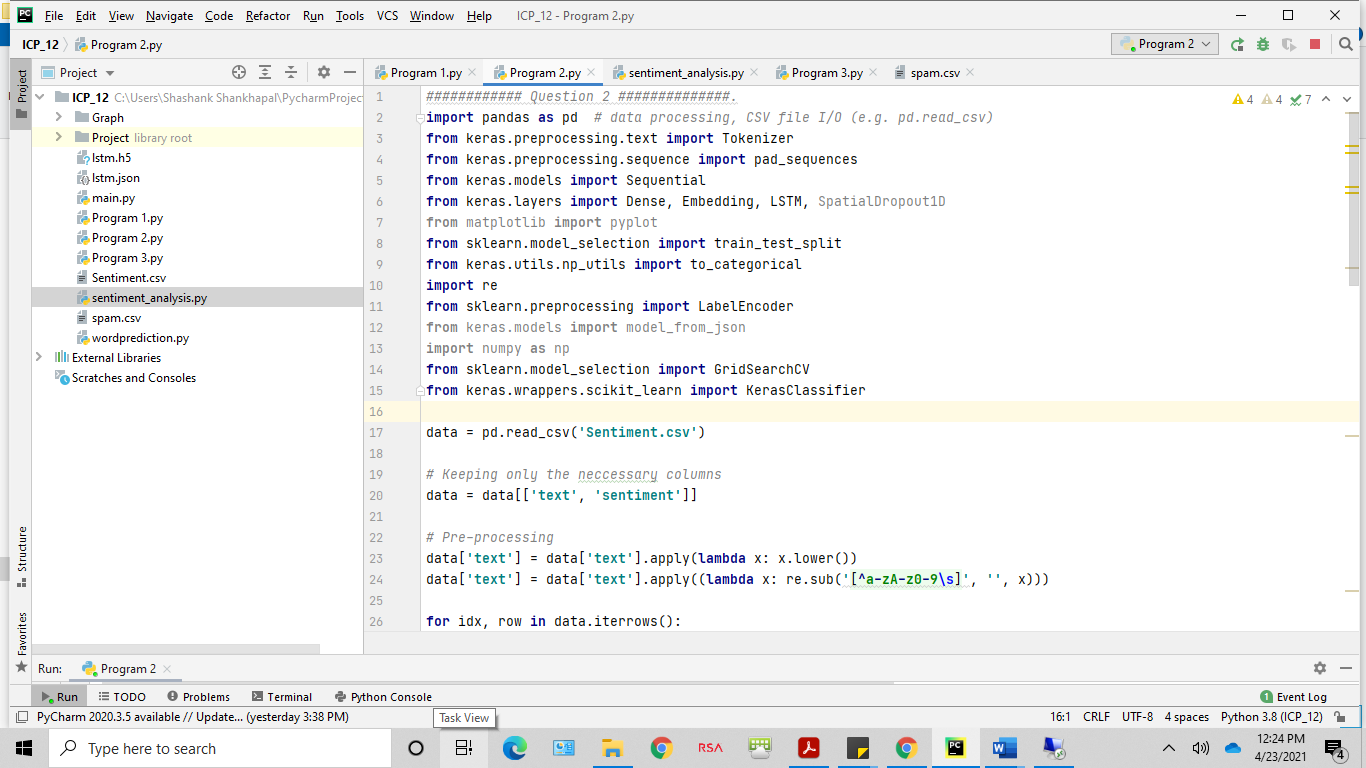 File Edit View Navigate Code Refactor Run Tools VCS Window Help ICP_12 - Program 2.py
ICP_12 Program 2.py Program 2
Project
Program 1.py Program 2.py sentiment_analysis.py Program 3.py spam.csv
Project
Structure
Favorites
ICP_12 C:\Users\Shashank Shankhapal\PycharmProjec
Graph
Project library root
lstm.h5
lstm.json
main.py
Program 1.py
Program 2.py
Program 3.py
Sentiment.csv
sentiment_analysis.py
spam.csv
wordprediction.py
External Libraries
Scratches and Consoles
4 4 7
1 ############ Question 2 ##############.
2 import pandas as pd # data processing, CSV file I/O (e.g. pd.read_csv)
3 from keras.preprocessing.text import Tokenizer
4 from keras.preprocessing.sequence import pad_sequences
5 from keras.models import Sequential
6 from keras.layers import Dense, Embedding, LSTM, SpatialDropout1D
7 from matplotlib import pyplot
8 from sklearn.model_selection import train_test_split
9 from keras.utils.np_utils import to_categorical
10 import re
11 from sklearn.preprocessing import LabelEncoder
12 from keras.models import model_from_json
13 import numpy as np
14 from sklearn.model_selection import GridSearchCV
15 from keras.wrappers.scikit_learn import KerasClassifier
16
17 data = pd.read_csv('Sentiment.csv')
18
19 # Keeping only the neccessary columns
20 data = data[['text', 'sentiment']]
21
22 # Pre-processing
23 data['text'] = data['text'].apply(lambda x: x.lower())
24 data['text'] = data['text'].apply((lambda x: re.sub('[^a-zA-z0-9\s]', '', x)))
25
26 for idx, row in data.iterrows():
Run: Program 2
Run TODO Problems Terminal Python Console 1 Event Log
PyCharm 2020.3.5 available // Update... (yesterday 3:38 PM) 16:1 CRLF UTF-8 4 spaces Python 3.8 (ICP_12)
Task View
Type here to search
RSA
12:24 PM
4/23/2021
4